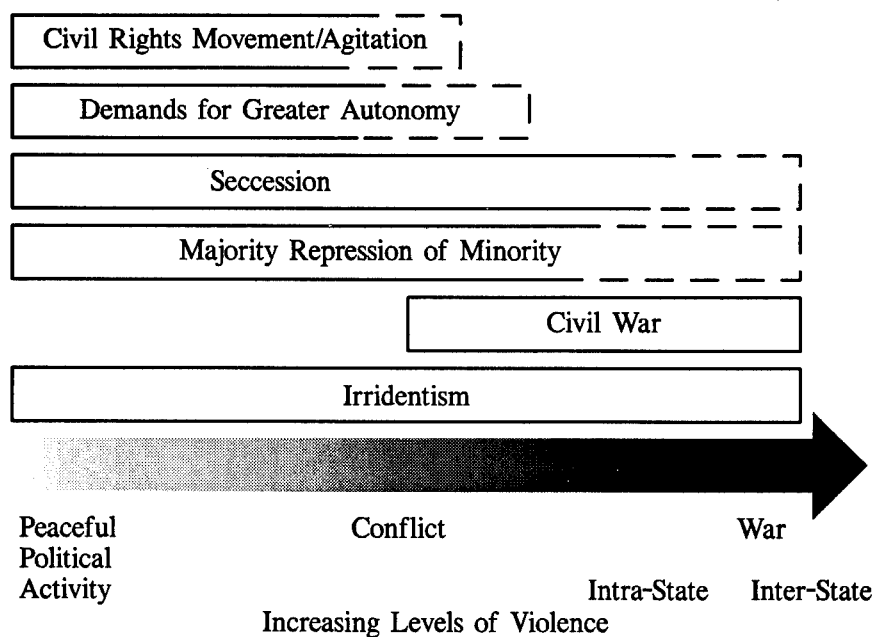 Civil Rights Movement/Agitation
Demands for Greater Autonomy
Seccession
Majority Repression of Minority
Civil War
Irridentism
Peaceful
Political
Activity
Conflict
War
Intra-State
Inter-State
Increasing Levels of Violence